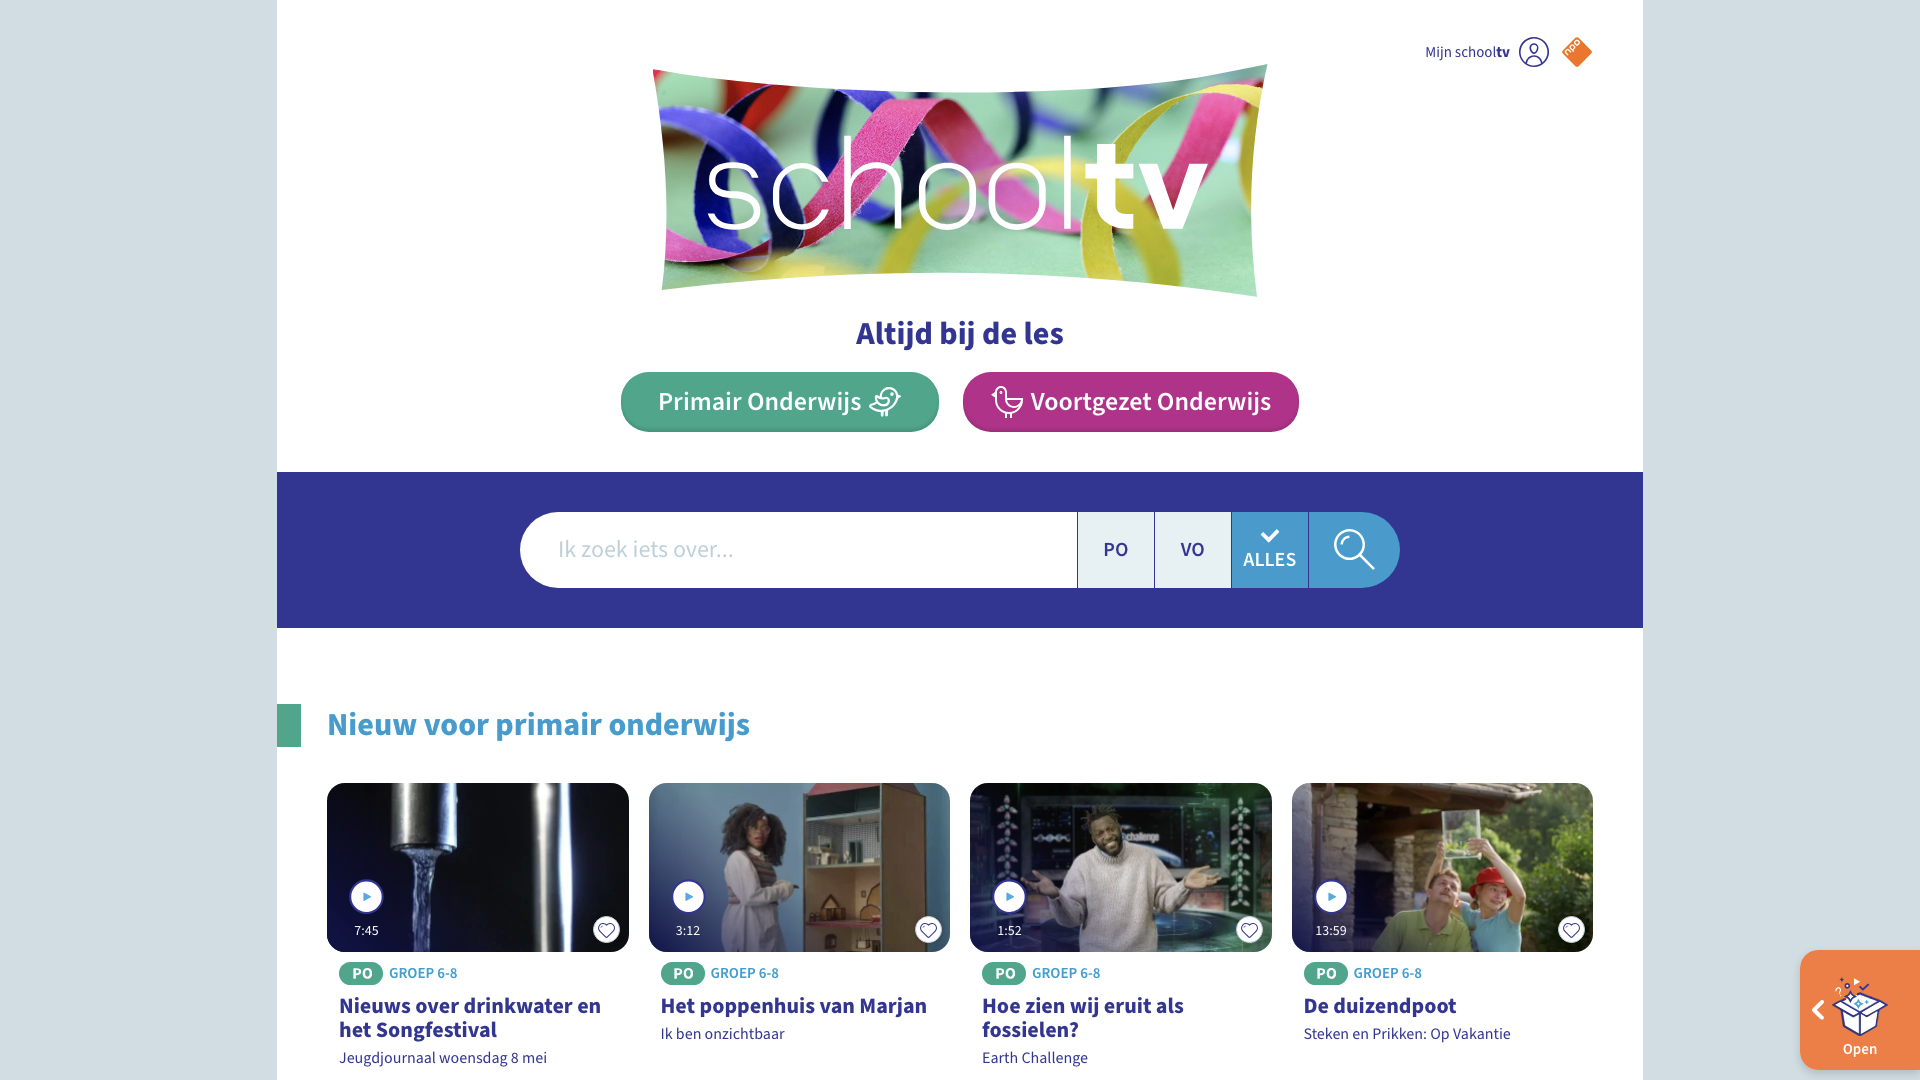 Mijn schooltv
npo
schooltv
Altijd bij de les
Primair Onderwijs
Voortgezet Onderwijs
Ik zoek iets over...
PO
VO
ALLES
Nieuw voor primair onderwijs
7:45
3:12
challenge
1:52
13:59
PO GROEP 6-8
PO GROEP 6-8
PO GROEP 6-8
PO GROEP 6-8
Nieuws over drinkwater en
het Songfestival
Jeugdjournaal woensdag 8 mei
Het poppenhuis van Marjan
Ik ben onzichtbaar
Hoe zien wij eruit als
fossielen?
Earth Challenge
De duizendpoot
Steken en Prikken: Op Vakantie
Open